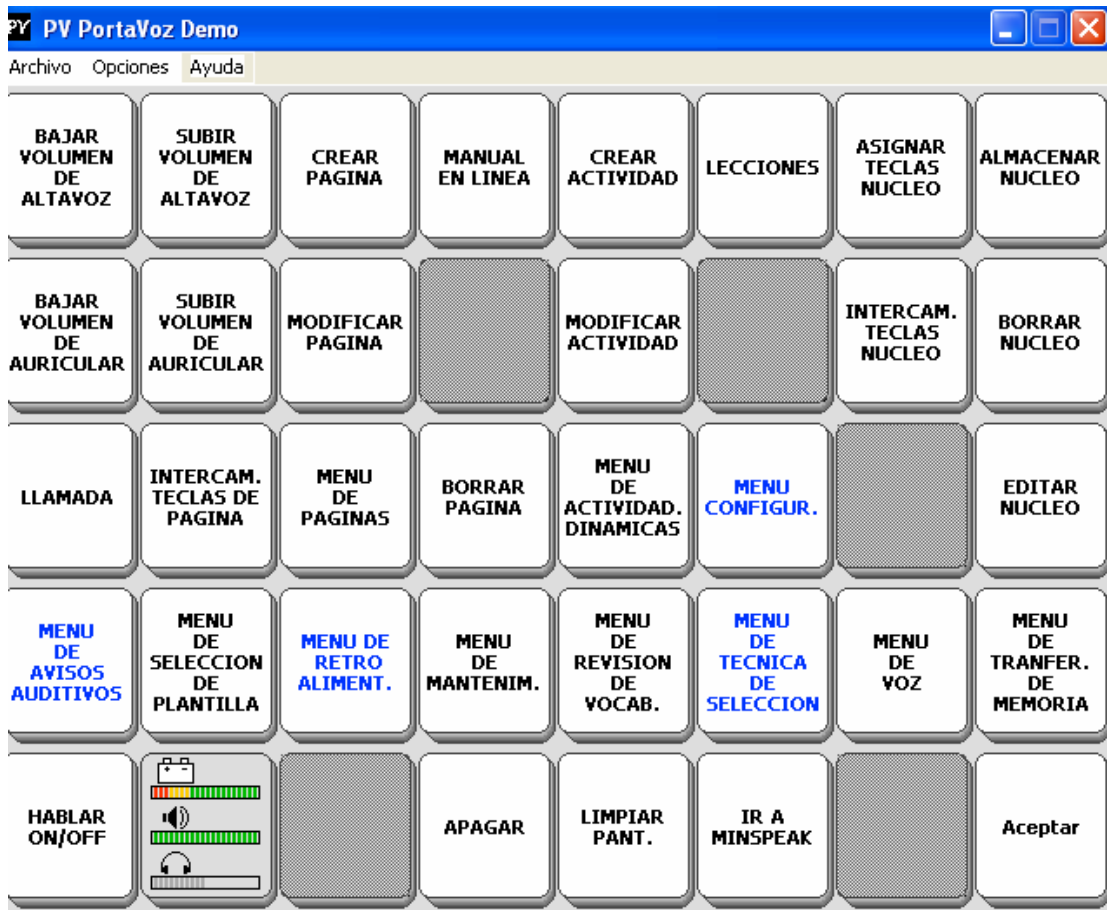 PV PV PortaVoz Demo
Archivo Opciones Ayuda
BAJAR
VOLUMEN
DE
ALTAVOZ
SUBIR
VOLUMEN
DE
ALTAVOZ
CREAR
PAGINA
MANUAL
EN LINEA
CREAR
ACTIVIDAD
LECCIONES
ASIGNAR
TECLAS
NUCLEO
ALMACENAR
NUCLEO
BAJAR
VOLUMEN
DE
AURICULAR
SUBIR
VOLUMEN
DE
AURICULAR
MODIFICAR
PAGINA
MODIFICAR
ACTIVIDAD
INTERCAM.
TECLAS
NUCLEO
BORRAR
NUCLEO
LLAMADA
INTERCAM.
TECLAS DE
PAGINA
MENU
DE
PAGINAS
BORRAR
PAGINA
MENU
DE
ACTIVIDAD.
DINAMICAS
MENU
CONFIGUR.
EDITAR
NUCLEO
MENU
DE
AVISOS
AUDITIVOS
MENU
DE
SELECCION
DE
PLANTILLA
MENU DE
RETRO
ALIMENT.
MENU
DE
MANTENIM.
MENU
DE
REVISION
DE
VOCAB.
MENU
DE
TECNICA
DE
SELECCION
MENU
DE
VOZ
MENU
DE
TRANFER.
DE
MEMORIA
HABLAR
ON/OFF
APAGAR
LIMPIAR
PANT.
IR A
MINSPEAK
Aceptar